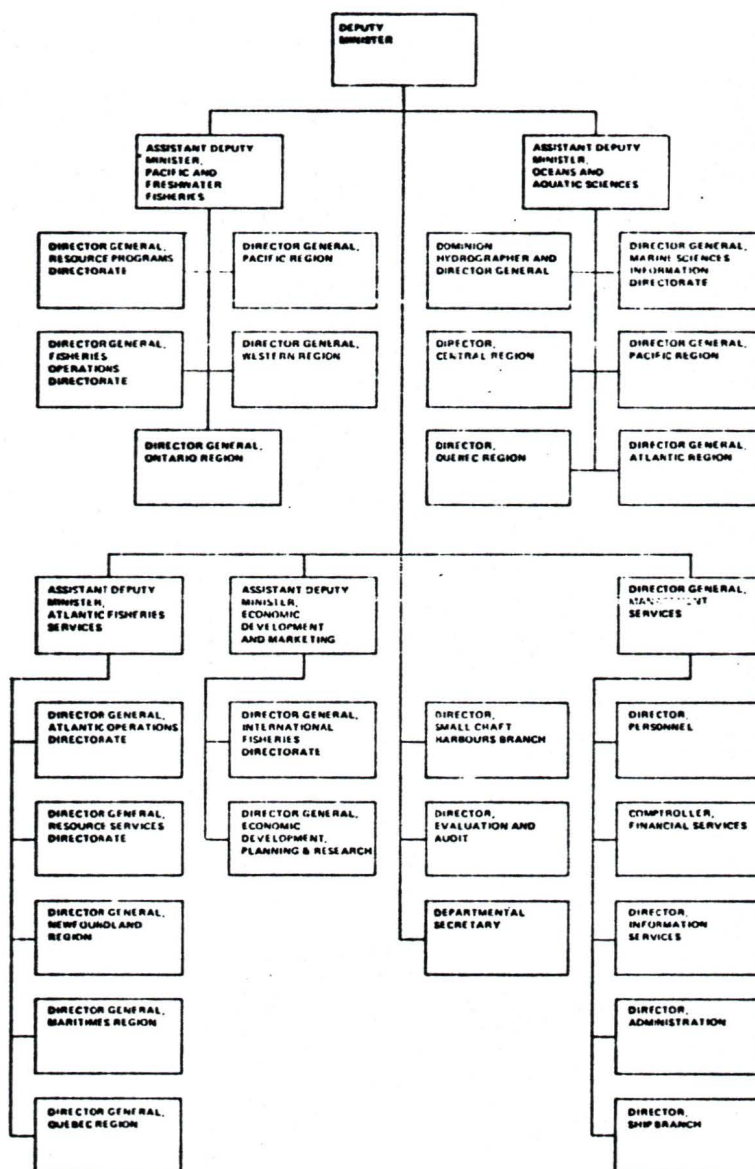 DEPUTY
MINISTER
ASSISTANT DEPUTY
MINISTER,
PACIFIC AND
FRESHWATER
FISHERIES
ASSISTANT DEPUTY
MINISTER,
OCEANS AND
AQUATIC SCIENCES
DIRECTOR GENERAL,
RESOURCE PROGRAMS
DIRECTORATE
DIRECTOR GENERAL,
PACIFIC REGION
DOMINION
HYDROGRAPHER AND
DIRECTOR GENERAL
DIRECTOR GENERAL,
MARINE SCIENCES
INFORMATION
DIRECTORATE
DIRECTOR GENERAL,
FISHERIES
OPERATIONS
DIRECTORATE
DIRECTOR GENERAL,
WESTERN REGION
DIRECTOR,
CENTRAL REGION
DIRECTOR GENERAL,
PACIFIC REGION
DIRECTOR GENERAL,
ONTARIO REGION
DIRECTOR,
QUEBEC REGION
DIRECTOR GENERAL,
ATLANTIC REGION
ASSISTANT DEPUTY
MINISTER,
ATLANTIC FISHERIES
SERVICES
ASSISTANT DEPUTY
MINISTER,
ECONOMIC
DEVELOPMENT
AND MARKETING
DIRECTOR GENERAL,
MANAGEMENT
SERVICES
DIRECTOR GENERAL,
ATLANTIC OPERATIONS
DIRECTORATE
DIRECTOR GENERAL,
INTERNATIONAL
FISHERIES
DIRECTORATE
DIRECTOR,
SMALL CRAFT
HARBOURS BRANCH
DIRECTOR,
PERSONNEL
DIRECTOR GENERAL,
RESOURCE SERVICES
DIRECTORATE
DIRECTOR GENERAL,
ECONOMIC
DEVELOPMENT,
PLANNING & RESEARCH
DIRECTOR,
EVALUATION AND
AUDIT
COMPTROLLER,
FINANCIAL SERVICES
DIRECTOR GENERAL,
NEWFOUNDLAND
REGION
DEPARTMENTAL
SECRETARY
DIRECTOR,
INFORMATION
SERVICES
DIRECTOR GENERAL,
MARITIMES REGION
DIRECTOR,
ADMINISTRATION
DIRECTOR GENERAL,
QUEBEC REGION
DIRECTOR,
SHIP BRANCH